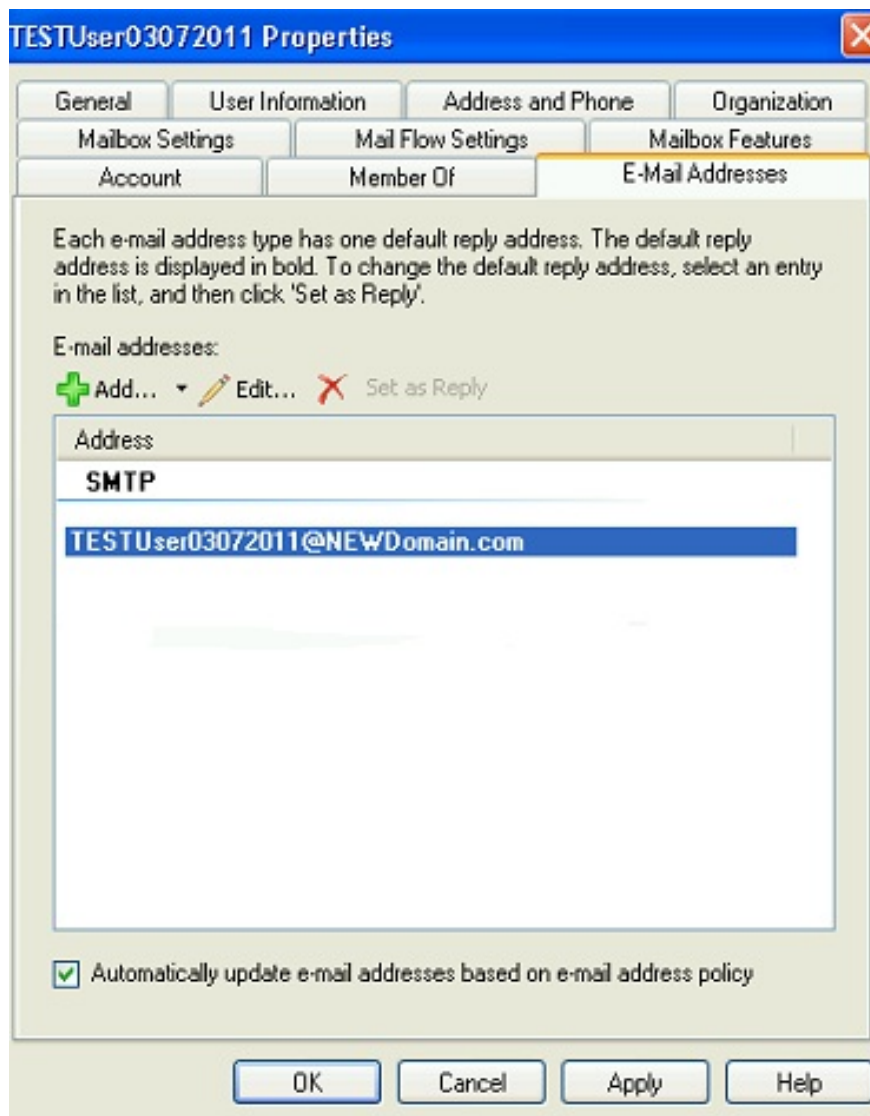 TESTUser03072011 Properties
General User Information Address and Phone Organization
Mailbox Settings Mail Flow Settings Mailbox Features
Account Member Of E-Mail Addresses
Each e-mail address type has one default reply address. The default reply
address is displayed in bold. To change the default reply address, select an entry
in the list, and then click 'Set as Reply'.
E-mail addresses:
Add... Edit... Set as Reply
Address
SMTP
TESTUser03072011@NEWDomain.com
Automatically update e-mail addresses based on e-mail address policy
OK Cancel Apply Help